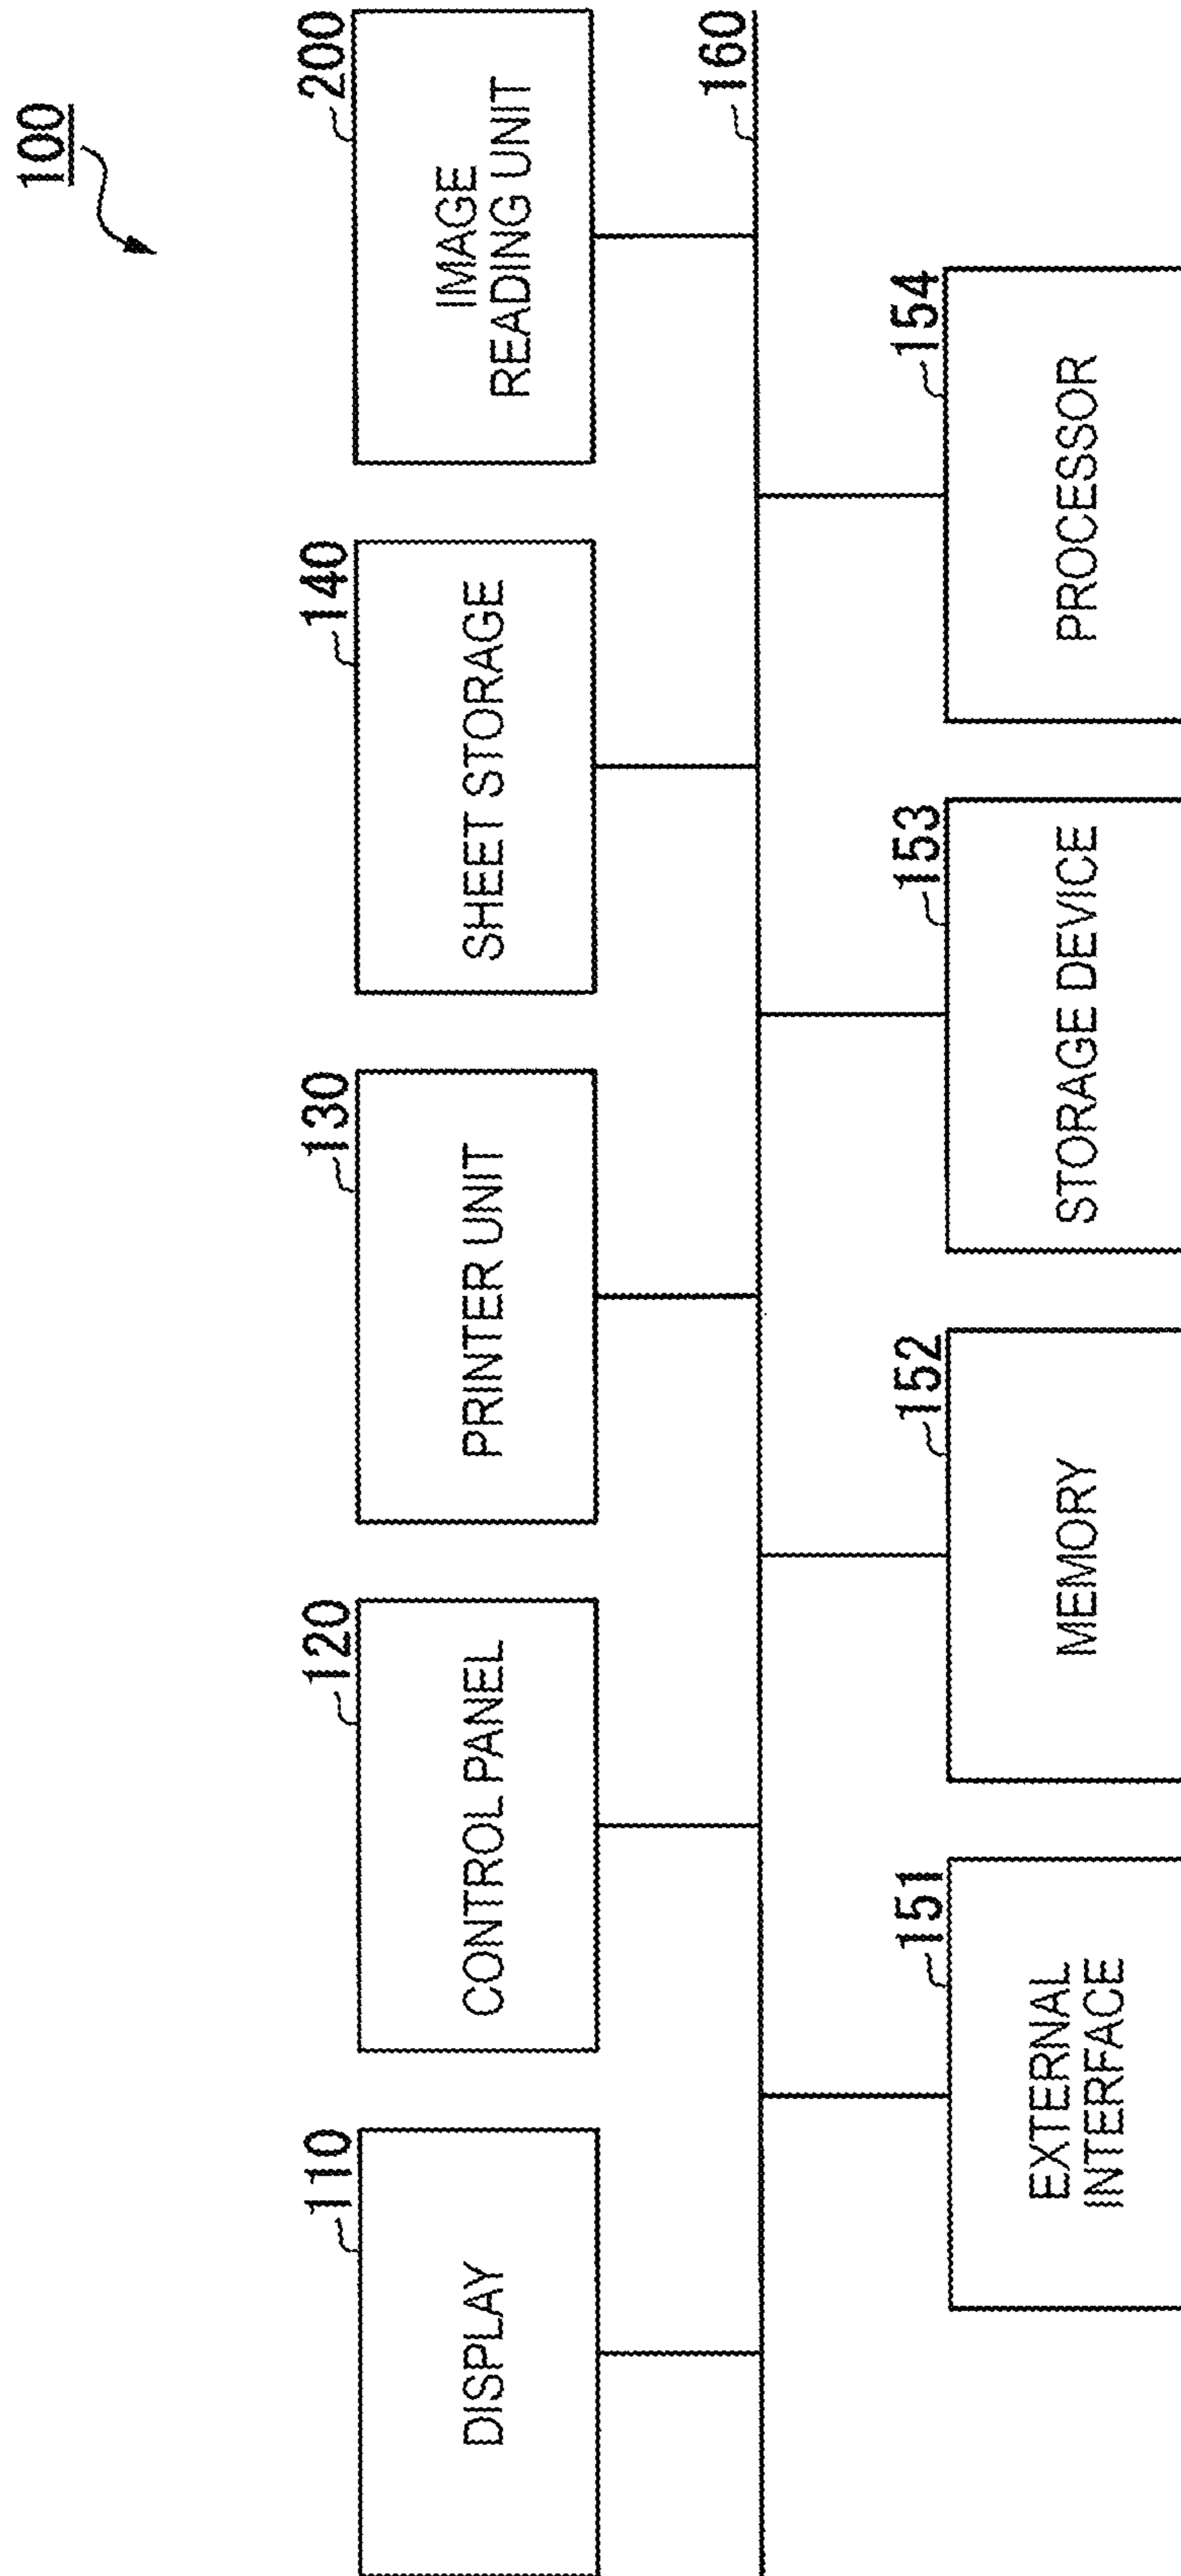 100
110
DISPLAY
120
CONTROL PANEL
130
PRINTER UNIT
140
SHEET STORAGE
200
IMAGE
READING UNIT
160
151
EXTERNAL
INTERFACE
152
MEMORY
153
STORAGE DEVICE
154
PROCESSOR